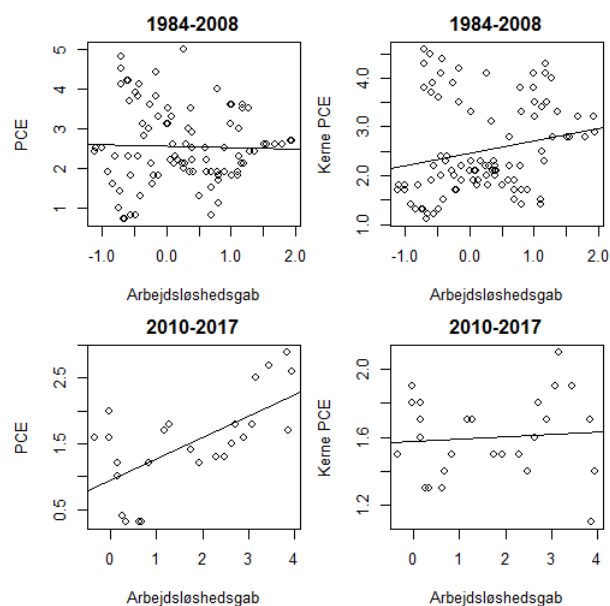 1984-2008
PCE
5
4
3
2
1
-1.0 0.0 1.0 2.0
Arbejdsløshedsgab
1984-2008
Kerne PCE
4.0
3.0
2.0
1.0
-1.0 0.0 1.0 2.0
Arbejdsløshedsgab
2010-2017
PCE
2.5
1.5
0.5
0 1 2 3 4
Arbejdsløshedsgab
2010-2017
Kerne PCE
2.0
1.6
1.2
0 1 2 3 4
Arbejdsløshedsgab